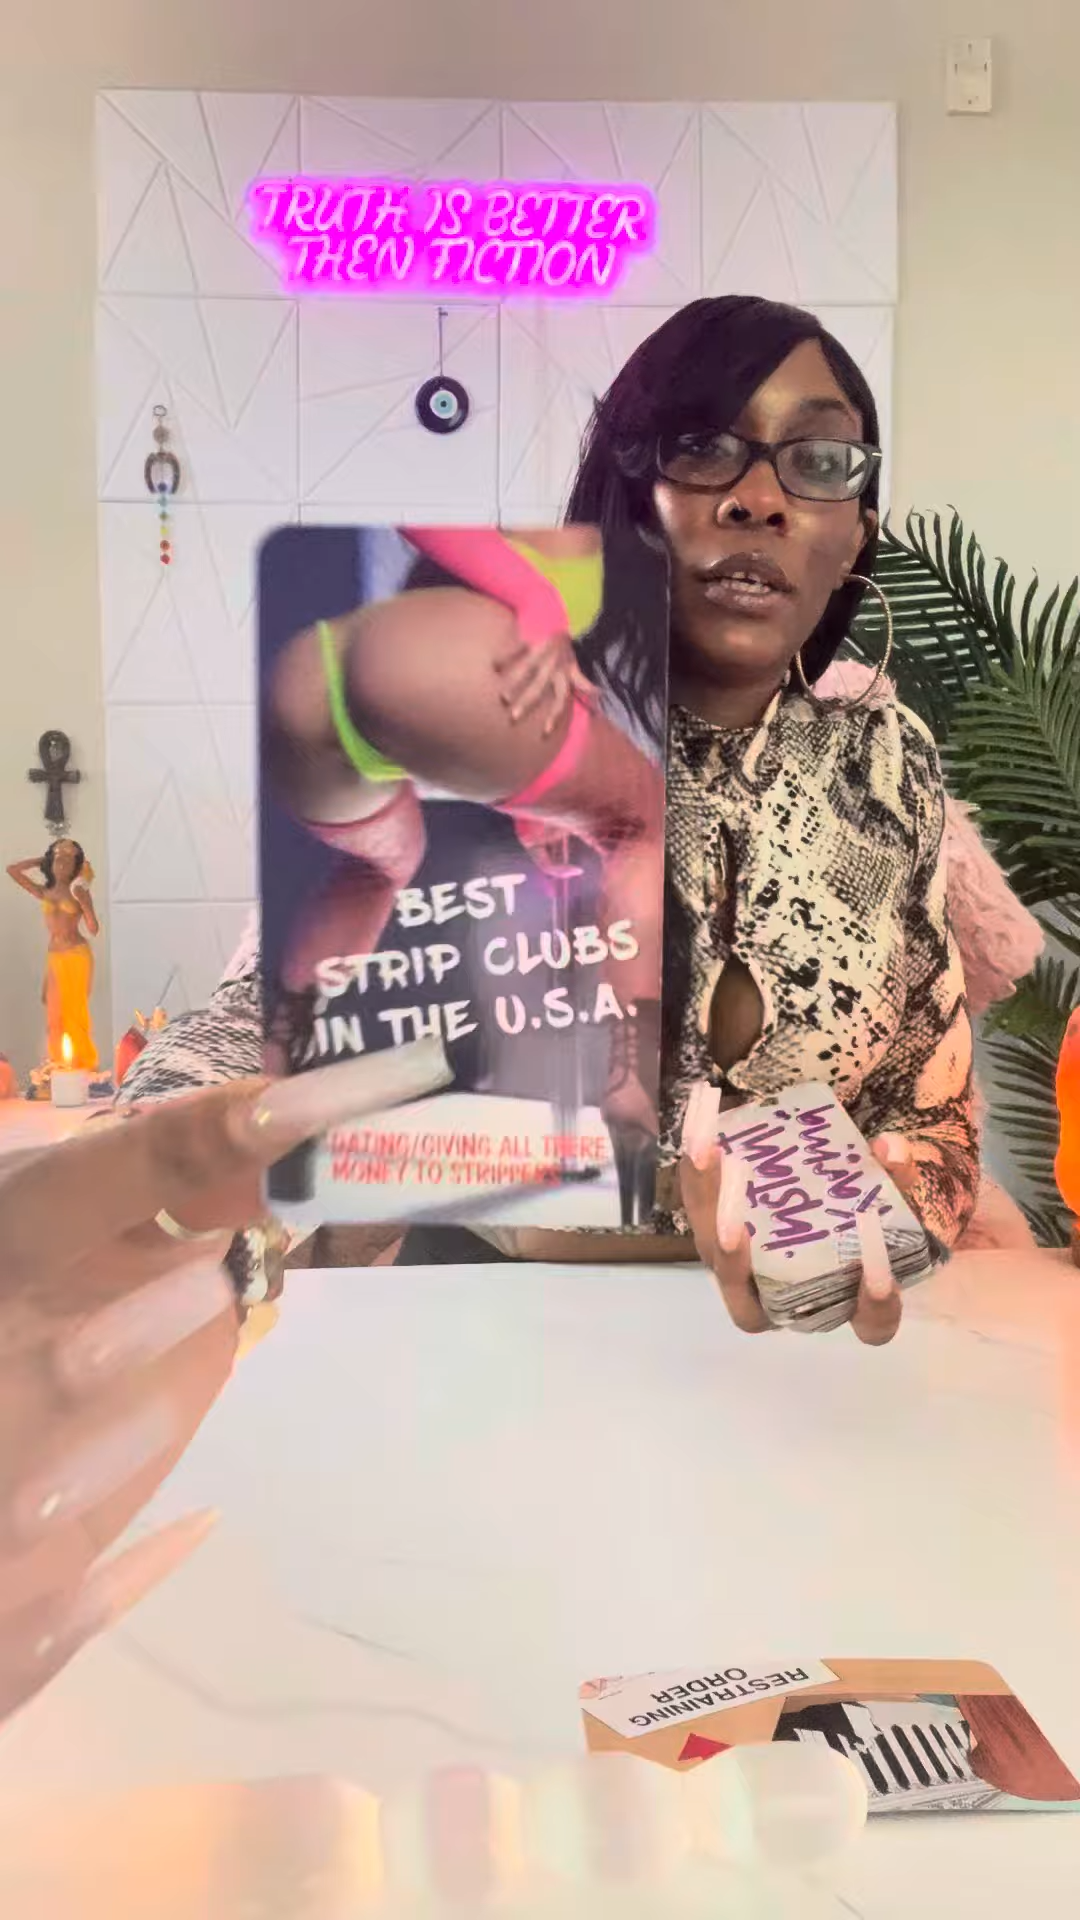 TRUTH IS BETTER
THEN FICTION
BEST
STRIP CLUBS
IN THE U.S.A.
DATING/GIVING ALL THERE
MONEY TO STRIPPERS
Instant
Karma
RESTRAINING
ORDER